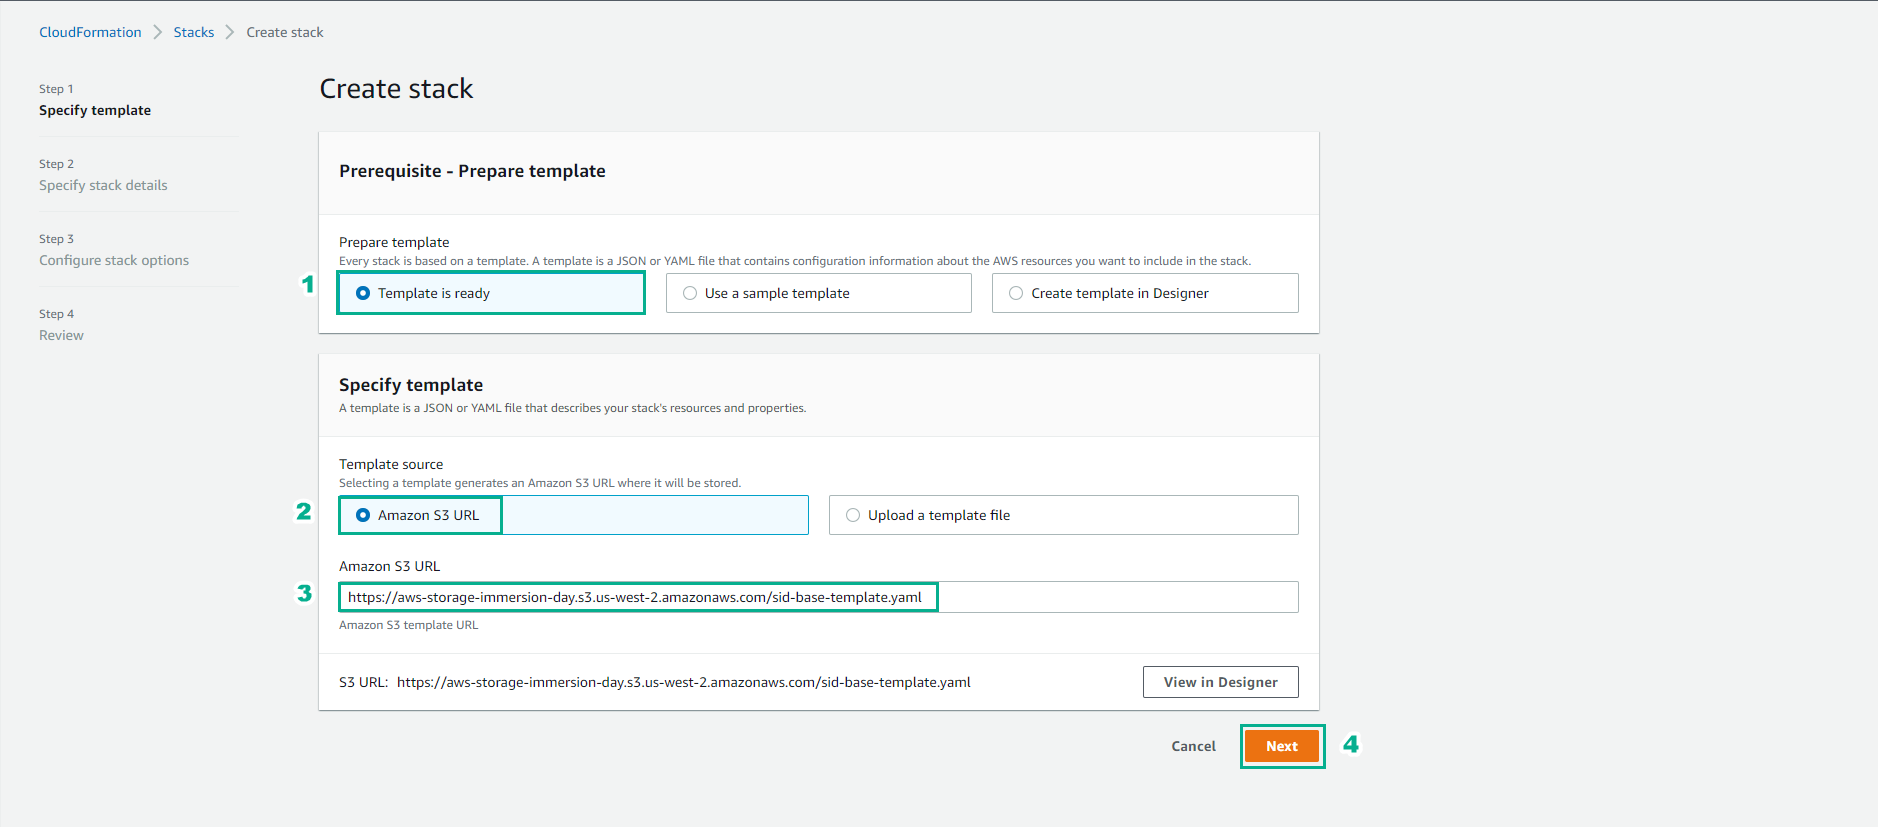 CloudFormation > Stacks > Create stack
Step 1
Specify template
Step 2
Specify stack details
Step 3
Configure stack options
Step 4
Review
Create stack
Prerequisite - Prepare template
Prepare template
Every stack is based on a template. A template is a JSON or YAML file that contains configuration information about the AWS resources you want to include in the stack.
1 Template is ready Use a sample template Create template in Designer
Specify template
A template is a JSON or YAML file that describes your stack's resources and properties.
Template source
Selecting a template generates an Amazon S3 URL where it will be stored.
2 Amazon S3 URL Upload a template file
Amazon S3 URL
3 https://aws-storage-immersion-day.s3.us-west-2.amazonaws.com/sid-base-template.yaml
Amazon S3 template URL
S3 URL: https://aws-storage-immersion-day.s3.us-west-2.amazonaws.com/sid-base-template.yaml View in Designer
Cancel Next 4